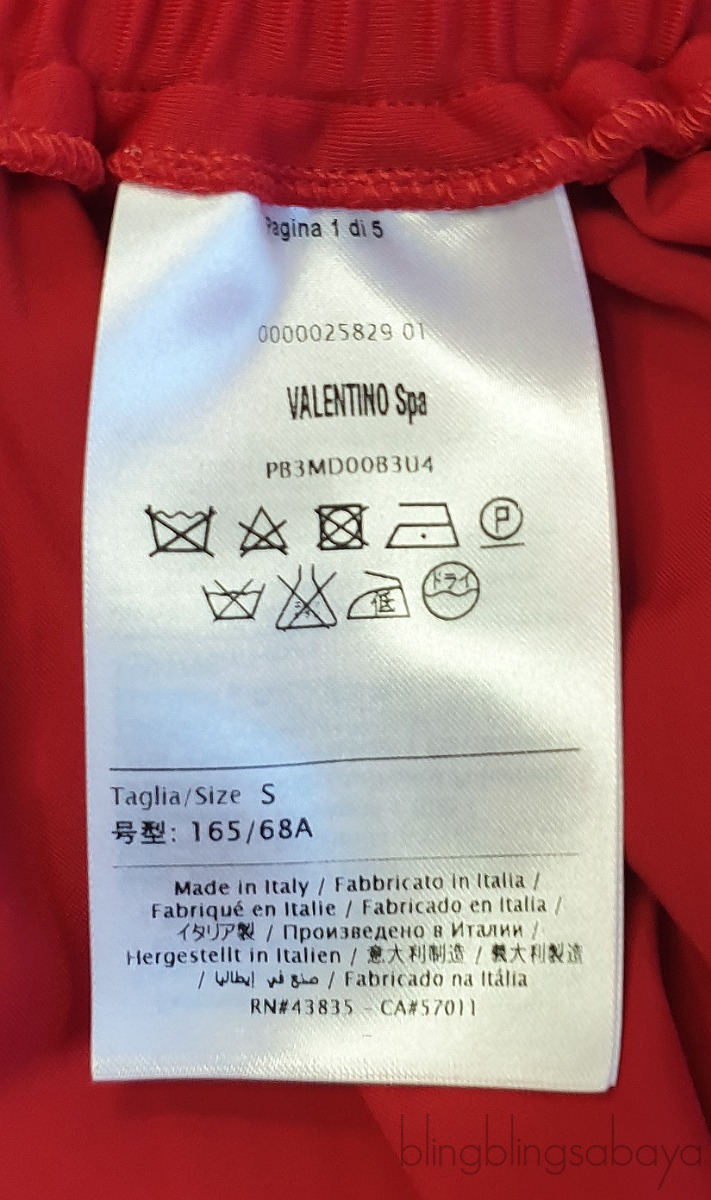 Pagina 1 di 5
0000025829 01
VALENTINO Spa
PB3MD00B3U4
P
低 ドライ
Taglia/Size S
号型: 165/68A
Made in Italy / Fabbricato in Italia /
Fabriqué en Italie / Fabricado en Italia /
イタリア製 / Произведено в Италии /
Hergestellt in Italien / 意大利制造 / 義大利製造
/ صنع في إيطاليا / Fabricado na Itália
RN#43835 - CA#57011
blingblingsabaya